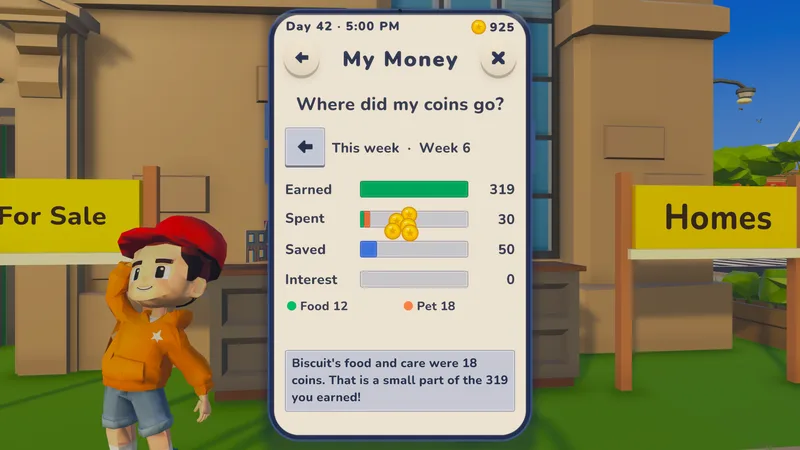 Day 42 · 5:00 PM 925
My Money
Where did my coins go?
This week · Week 6
Earned 319
Spent 30
Saved 50
Interest 0
Food 12 Pet 18
Biscuit's food and care were 18
coins. That is a small part of the 319
you earned!
For Sale
Homes